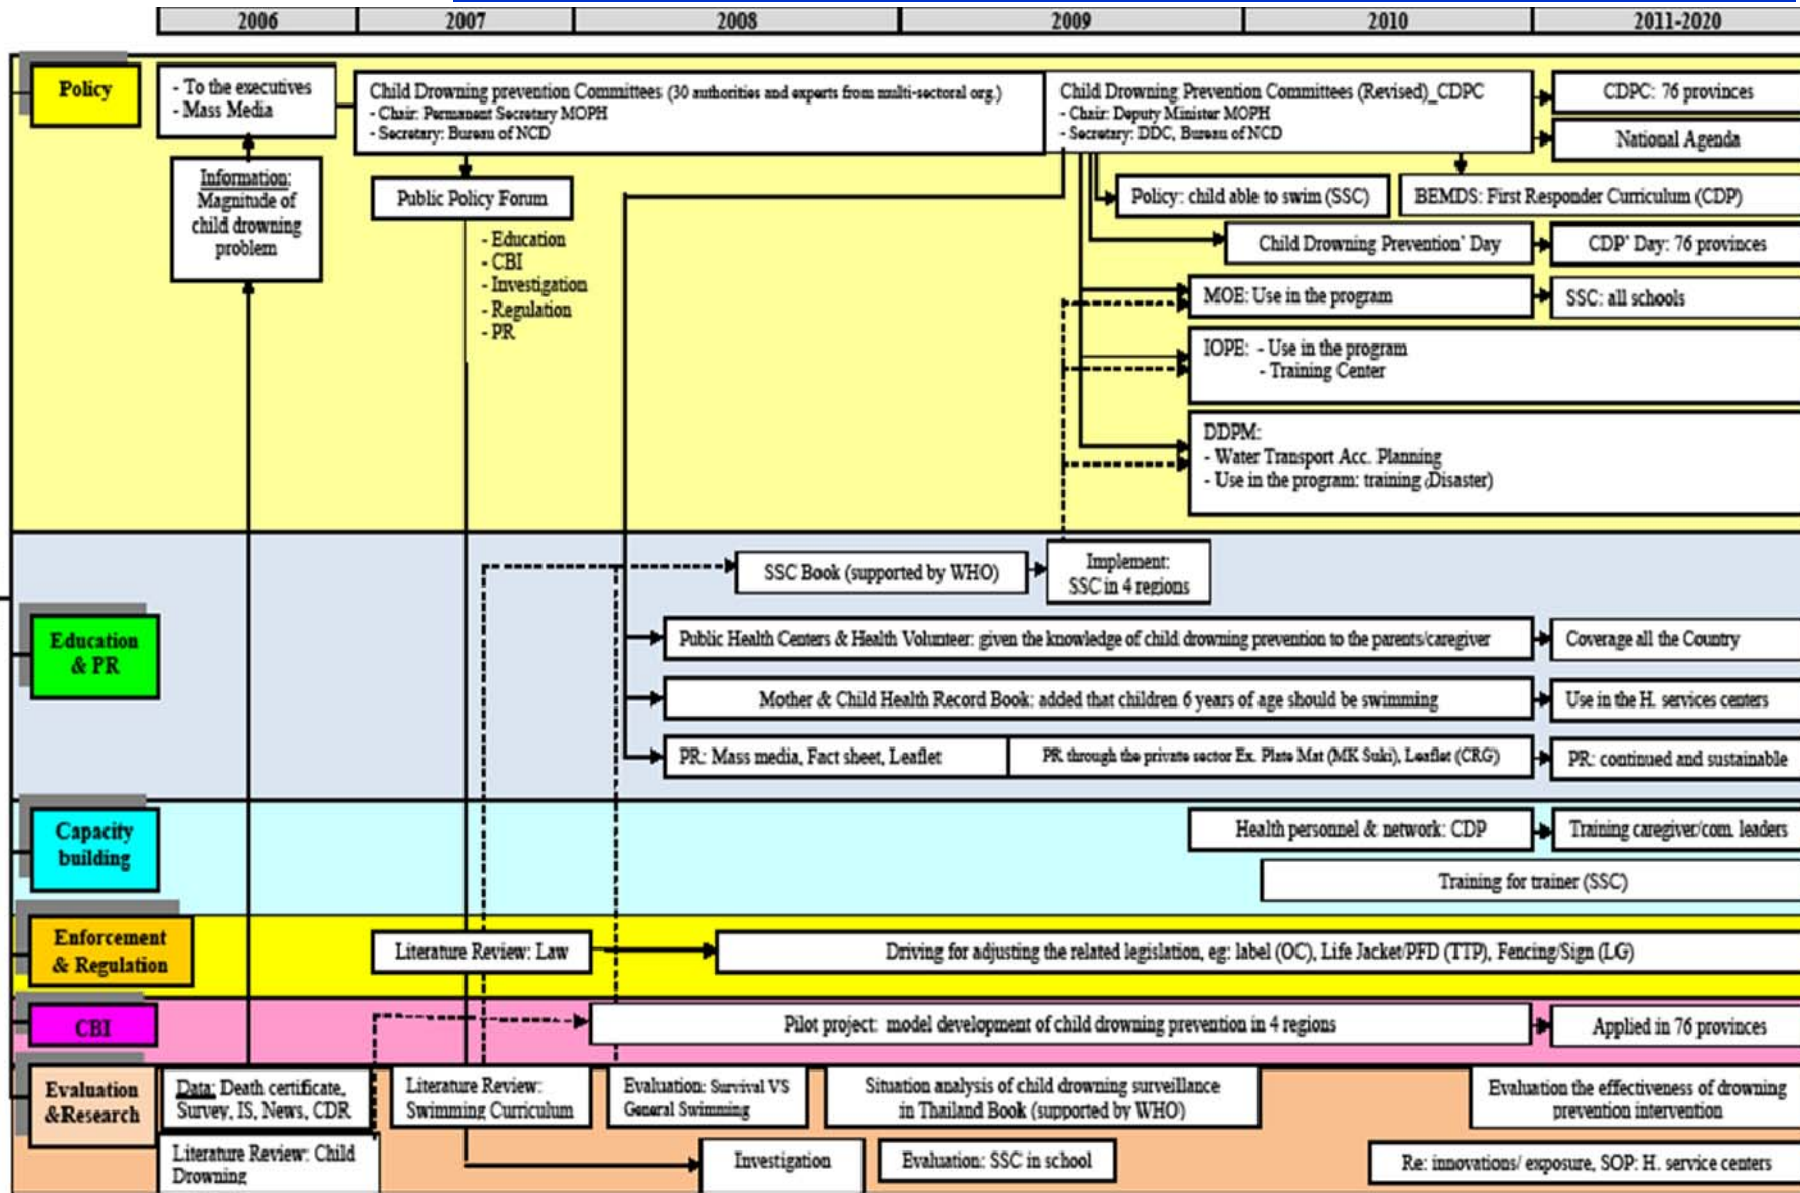 2006
2007
2008
2009
2010
2011-2020
Policy
- To the executives
- Mass Media
Child Drowning prevention Committees (30 authorities and experts from multi-sectoral org.)
- Chair: Permanent Secretary MOPH
- Secretary: Bureau of NCD
Child Drowning Prevention Committees (Revised)_CDPC
- Chair: Deputy Minister MOPH
- Secretary: DDC, Bureau of NCD
CDPC: 76 provinces
National Agenda
Information:
Magnitude of
child drowning
problem
Public Policy Forum
- Education
- CBI
- Investigation
- Regulation
- PR
Policy: child able to swim (SSC)
BEMDS: First Responder Curriculum (CDP)
Child Drowning Prevention' Day
CDP' Day: 76 provinces
MOE: Use in the program
SSC: all schools
IOPE: - Use in the program
- Training Center
DDPM:
- Water Transport Acc. Planning
- Use in the program: training (Disaster)
SSC Book (supported by WHO)
Implement:
SSC in 4 regions
Education
& PR
Public Health Centers & Health Volunteer: given the knowledge of child drowning prevention to the parents/caregiver
Coverage all the Country
Mother & Child Health Record Book: added that children 6 years of age should be swimming
Use in the H. services centers
PR: Mass media, Fact sheet, Leaflet
PR through the private sector Ex. Plate Mat (MK Suki), Leaflet (CRG)
PR: continued and sustainable
Capacity
building
Health personnel & network: CDP
Training caregiver/com. leaders
Training for trainer (SSC)
Enforcement
& Regulation
Literature Review: Law
Driving for adjusting the related legislation, eg: label (OC), Life Jacket/PFD (TTP), Fencing/Sign (LG)
CBI
Pilot project: model development of child drowning prevention in 4 regions
Applied in 76 provinces
Evaluation
&Research
Data: Death certificate,
Survey, IS, News, CDR
Literature Review:
Swimming Curriculum
Evaluation: Survival VS
General Swimming
Situation analysis of child drowning surveillance
in Thailand Book (supported by WHO)
Evaluation the effectiveness of drowning
prevention intervention
Literature Review: Child
Drowning
Investigation
Evaluation: SSC in school
Re: innovations/ exposure, SOP: H. service centers